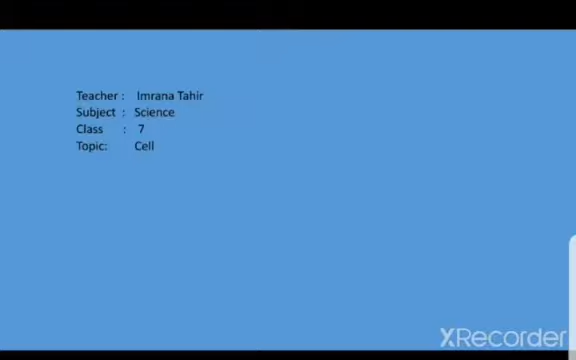 Teacher : Imrana Tahir
Subject : Science
Class : 7
Topic: Cell
XRecorder